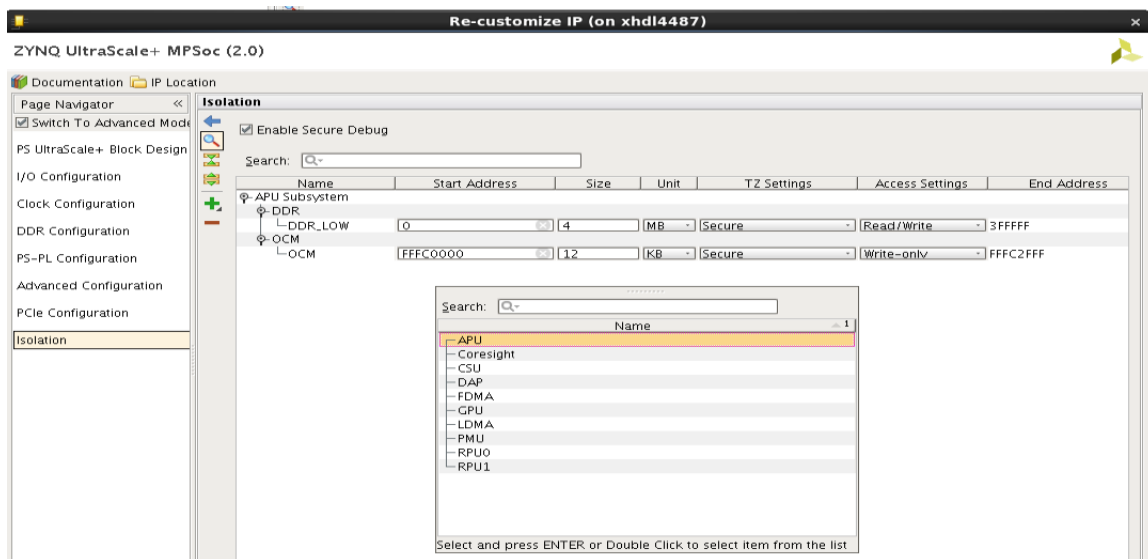 Re-customize IP (on xhdl4487)
ZYNQ UltraScale+ MPSoc (2.0)
Documentation IP Location
Page Navigator «
Switch To Advanced Mode
PS UltraScale+ Block Design
I/O Configuration
Clock Configuration
DDR Configuration
PS-PL Configuration
Advanced Configuration
PCIe Configuration
Isolation
Isolation
Enable Secure Debug
Search:
Name Start Address Size Unit TZ Settings Access Settings End Address
APU Subsystem
DDR
DDR_LOW 0 4 MB Secure Read/Write 3FFFFF
OCM
OCM FFFC0000 12 KB Secure Write-only FFFC2FFF
Search:
Name 1
APU
Coresight
CSU
DAP
FDMA
GPU
LDMA
PMU
RPU0
RPU1
Select and press ENTER or Double Click to select item from the list